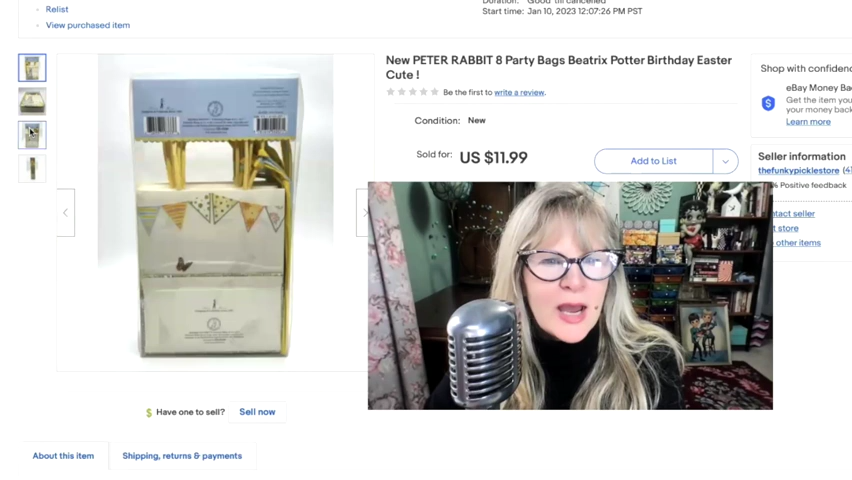 Relist
View purchased item
Duration: Good 'til cancelled
Start time: Jan 10, 2023 12:07:26 PM PST
New PETER RABBIT 8 Party Bags Beatrix Potter Birthday Easter
Cute !
Be the first to write a review.
Condition: New
Sold for: US $11.99
Add to List
Shop with confidenc
eBay Money Ba
Get the item you
your money back
Learn more
Seller information
thefunkypicklestore
% Positive feedback
ntact seller
t store
other items
$ Have one to sell? Sell now
About this item
Shipping, returns & payments